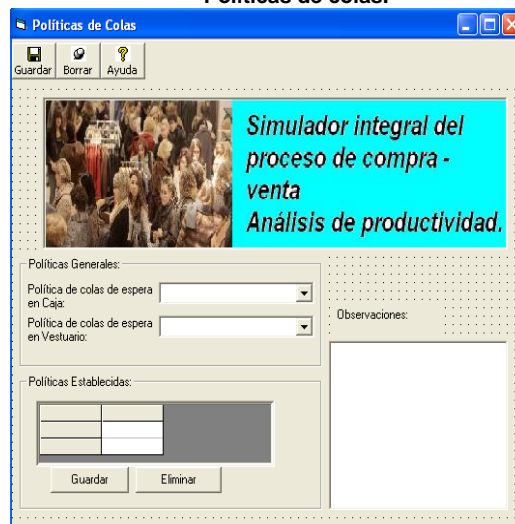 Políticas de colas.
Políticas de Colas
Guardar Borrar Ayuda
Simulador integral del
proceso de compra -
venta
Análisis de productividad.
Políticas Generales:
Política de colas de espera
en Caja:
Política de colas de espera
en Vestuario:
Observaciones:
Políticas Establecidas:
Guardar Eliminar